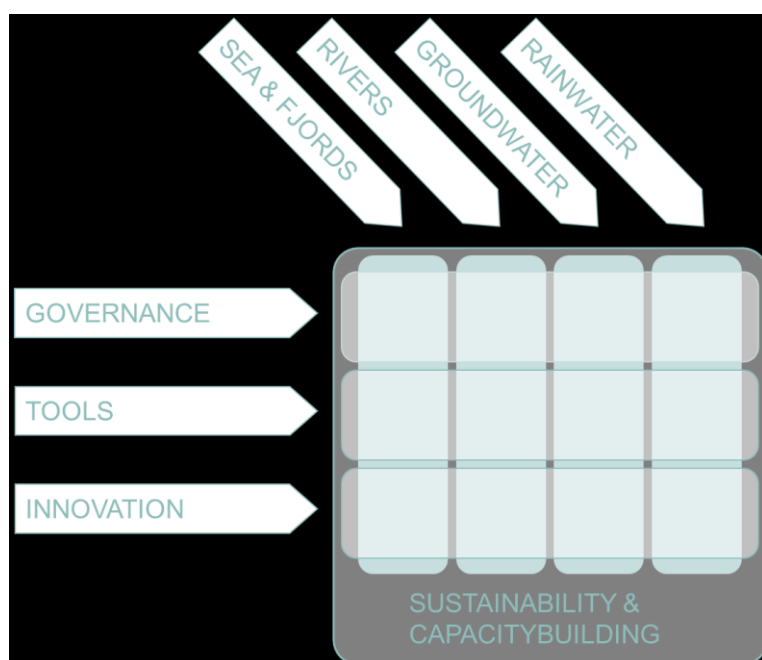 SEA & FJORDS
RIVERS
GROUNDWATER
RAINWATER
GOVERNANCE
TOOLS
INNOVATION
SUSTAINABILITY &
CAPACITYBUILDING